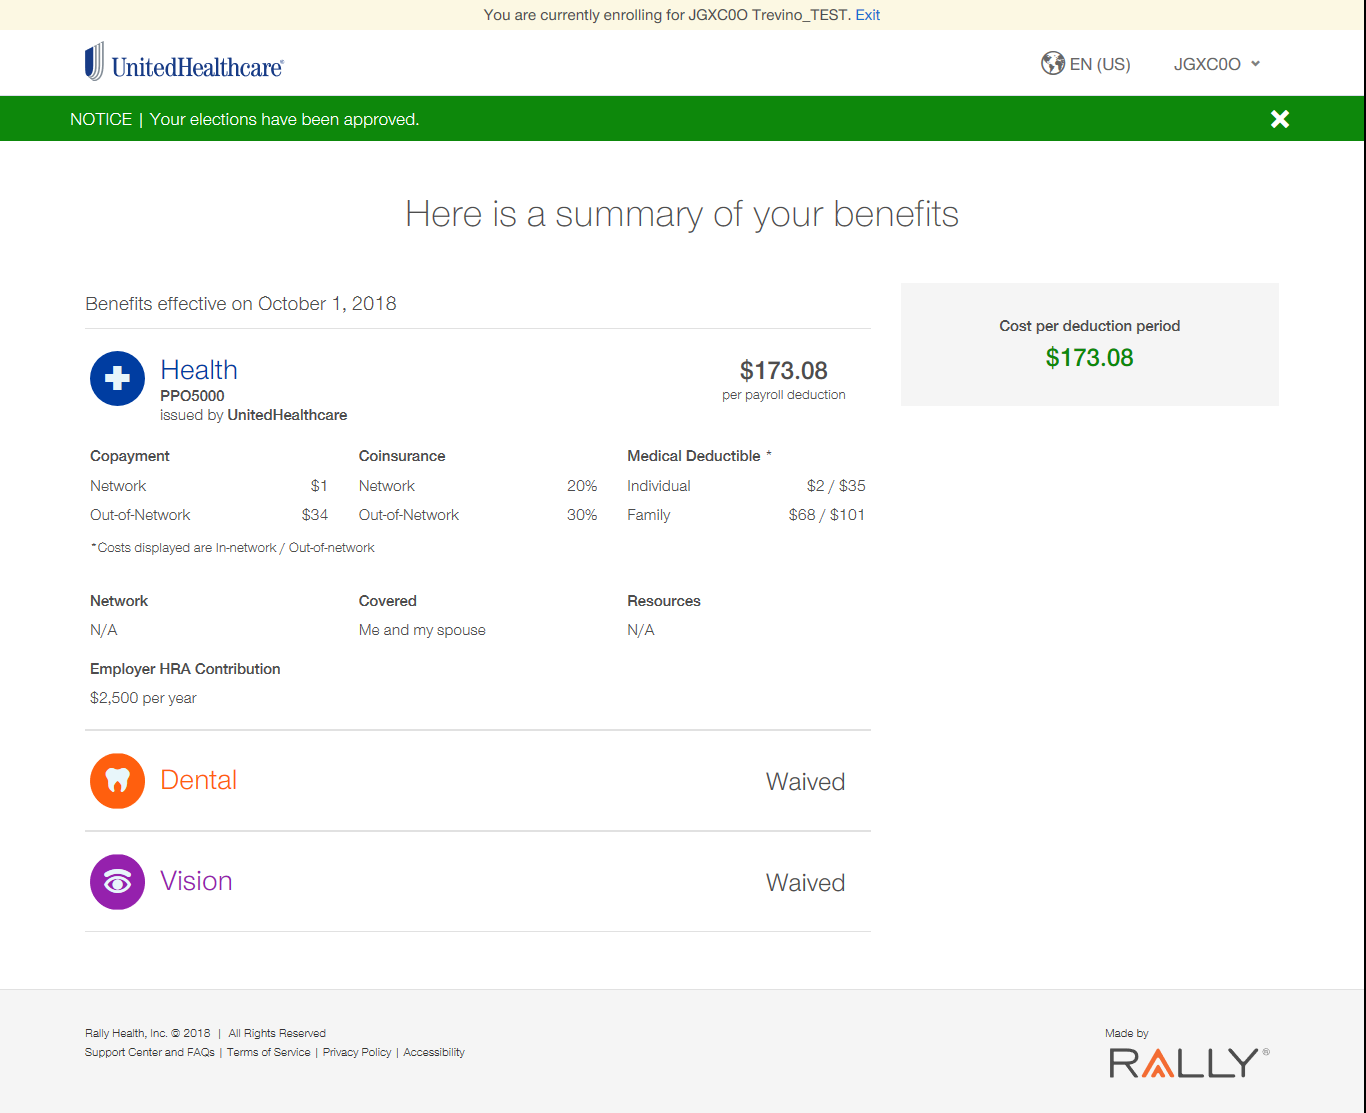 You are currently enrolling for JGXC0O Trevino_TEST. Exit
UnitedHealthcare®
EN (US)
JGXC0O
NOTICE | Your elections have been approved.
Here is a summary of your benefits
Benefits effective on October 1, 2018
Health
PPO5000
issued by UnitedHealthcare
$173.08
per payroll deduction
Cost per deduction period
$173.08
Copayment
Network $1
Out-of-Network $34
Coinsurance
Network 20%
Out-of-Network 30%
Medical Deductible *
Individual $2 / $35
Family $68 / $101
*Costs displayed are In-network / Out-of-network
Network
N/A
Covered
Me and my spouse
Resources
N/A
Employer HRA Contribution
$2,500 per year
Dental Waived
Vision Waived
Rally Health, Inc. © 2018 | All Rights Reserved
Support Center and FAQs | Terms of Service | Privacy Policy | Accessibility
Made by
RALLY®